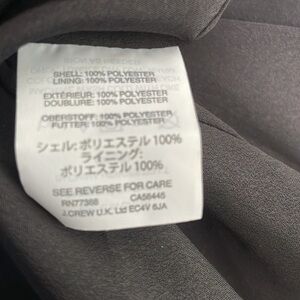 SHELL: 100% POLYESTER
LINING: 100% POLYESTER
EXTÉRIEUR: 100% POLYESTER
DOUBLURE: 100% POLYESTER
OBERSTOFF: 100% POLYESTER
FUTTER: 100% POLYESTER
シェル: ポリエステル 100%
ライニング:
ポリエステル 100%
SEE REVERSE FOR CARE
RN77388 CA56445
J.CREW U.K. Ltd EC4V 6JA